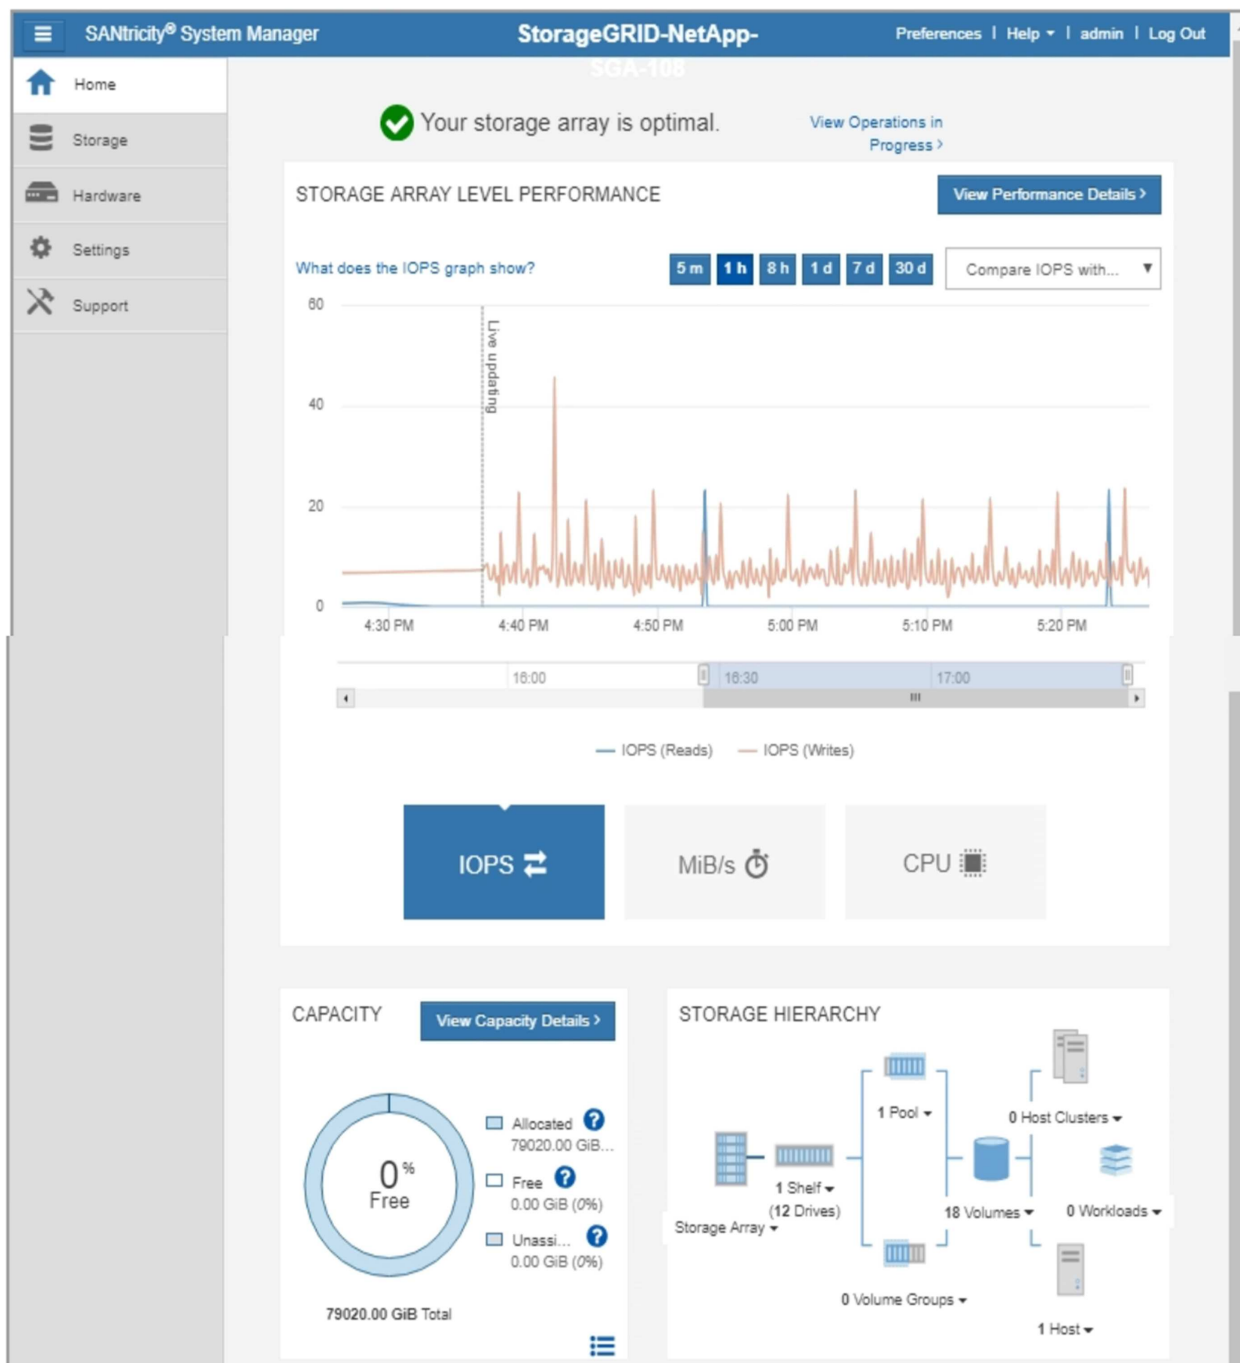 SANtricity® System Manager
StorageGRID-NetApp-
SGA-108
Preferences | Help | admin | Log Out
Home
Storage
Hardware
Settings
Support
Your storage array is optimal.
View Operations in
Progress >
STORAGE ARRAY LEVEL PERFORMANCE
View Performance Details >
What does the IOPS graph show?
5 m 1 h 8 h 1 d 7 d 30 d
Compare IOPS with...
60
40
20
0
Live updating
4:30 PM 4:40 PM 4:50 PM 5:00 PM 5:10 PM 5:20 PM
16:00 16:30 17:00
IOPS (Reads) IOPS (Writes)
IOPS
MiB/s
CPU
CAPACITY
View Capacity Details >
0%
Free
Allocated ?
79020.00 GiB...
Free ?
0.00 GiB (0%)
Unassi... ?
0.00 GiB (0%)
79020.00 GiB Total
STORAGE HIERARCHY
Storage Array
1 Shelf
(12 Drives)
1 Pool
0 Volume Groups
18 Volumes
0 Host Clusters
0 Workloads
1 Host